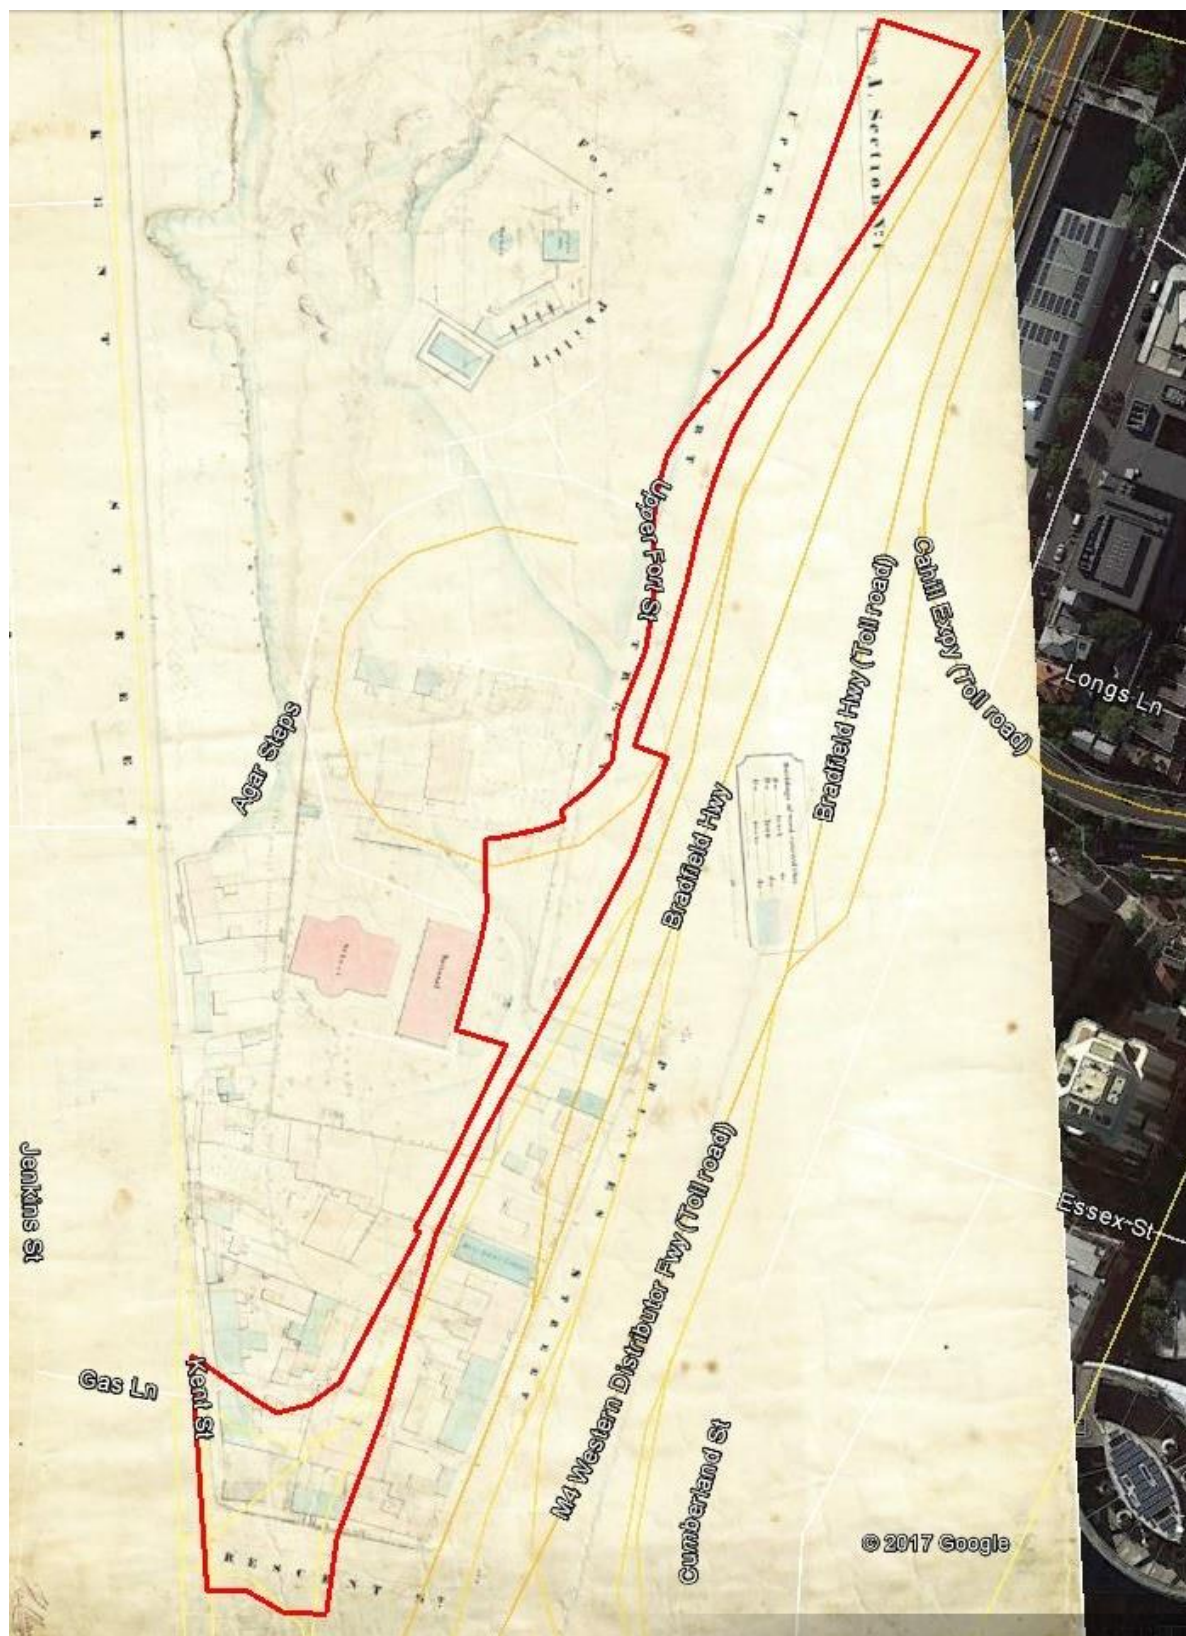 A. Section No. 1
UPPER
Fort
Phillip
KENT
FORT
Upper Fort St
STREET
STREET
Cahill Expy (Toll road)
Bradfield Hwy (Toll road)
Longs Ln
Agar Steps
Bradfield Hwy
PRINCES STREET
Jenkins St
M4 Western Distributor Fwy (Toll road)
Essex St
Gas Ln
Kent St
Cumberland St
© 2017 Google
RESCENT ST